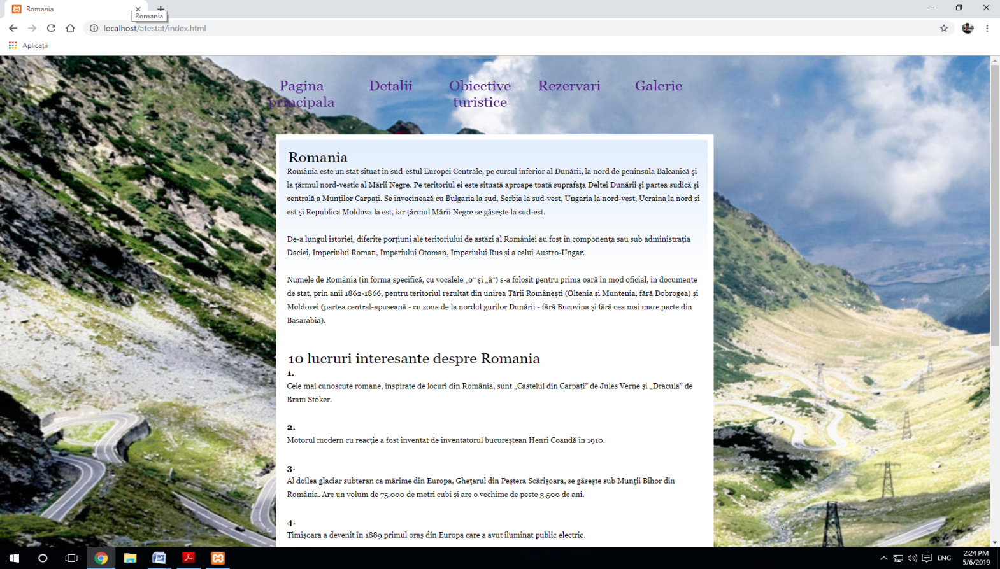 Romania
Romania
localhost/atestat/index.html
Aplicații
Pagina principala
Detalii
Obiective turistice
Rezervari
Galerie
Romania
România este un stat situat în sud-estul Europei Centrale, pe cursul inferior al Dunării, la nord de peninsula Balcanică și
la țărmul nord-vestic al Mării Negre. Pe teritoriul ei este situată aproape toată suprafața Deltei Dunării și partea sudică și
centrală a Munților Carpați. Se învecinează cu Bulgaria la sud, Serbia la sud-vest, Ungaria la nord-vest, Ucraina la nord și
est și Republica Moldova la est, iar țărmul Mării Negre se găsește la sud-est.
De-a lungul istoriei, diferite porțiuni ale teritoriului de astăzi al României au fost în componența sau sub administrația
Daciei, Imperiului Roman, Imperiului Otoman, Imperiului Rus și a celui Austro-Ungar.
Numele de România (în forma specifică, cu vocalele „o” și „â”) s-a folosit pentru prima oară în mod oficial, în documente
de stat, prin anii 1862-1866, pentru teritoriul rezultat din unirea Țării Românești (Oltenia și Muntenia, fără Dobrogea) și
Moldovei (partea central-apuseană - cu zona de la nordul gurilor Dunării - fără Bucovina și fără cea mai mare parte din
Basarabia).
10 lucruri interesante despre Romania
1.
Cele mai cunoscute romane, inspirate de locuri din România, sunt „Castelul din Carpați” de Jules Verne și „Dracula” de
Bram Stoker.
2.
Motorul modern cu reacție a fost inventat de inventatorul bucureștean Henri Coandă în 1910.
3.
Al doilea glaciar subteran ca mărime din Europa, Ghețarul din Peștera Scărișoara, se găsește sub Munții Bihor din
România. Are un volum de 75.000 de metri cubi și are o vechime de peste 3.500 de ani.
4.
Timișoara a devenit în 1889 primul oraș din Europa care a avut iluminat public electric.
ENG
2:24 PM
5/6/2019